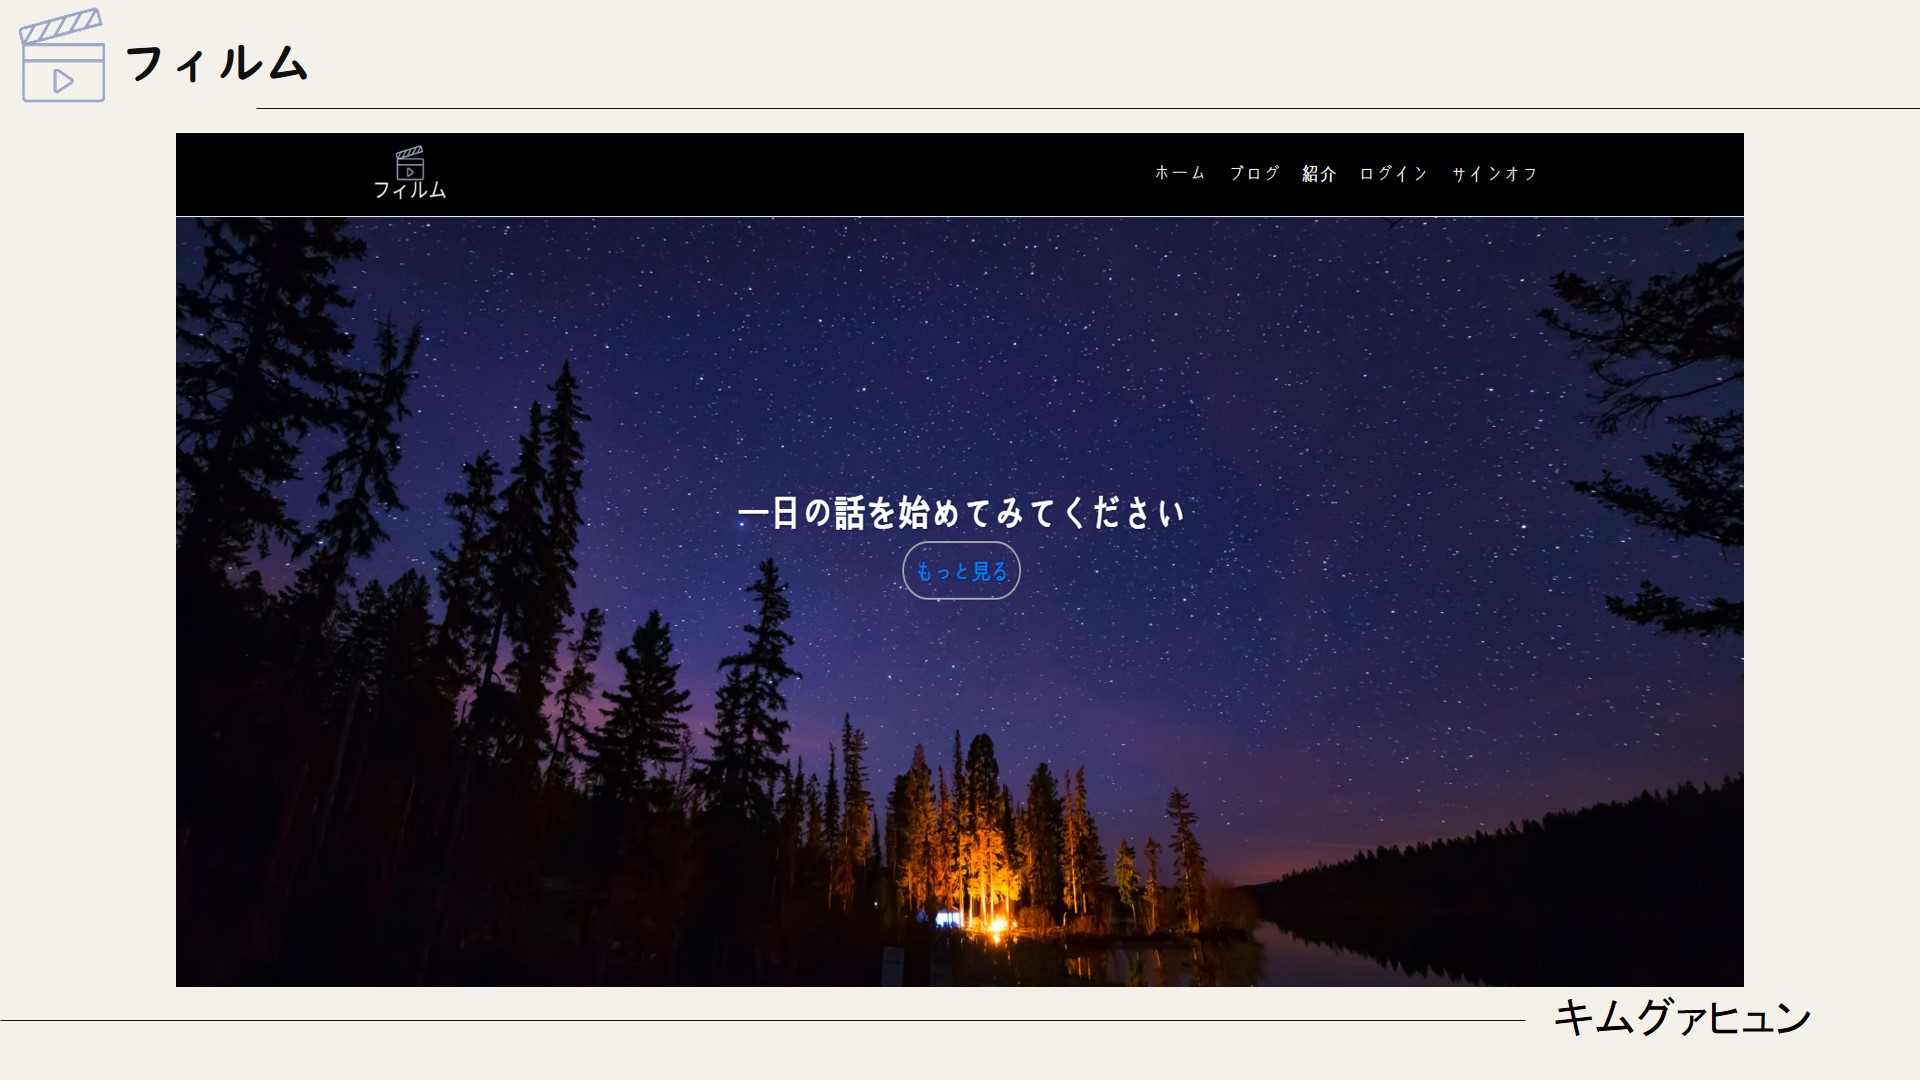 フィルム
フィルム
ホーム ブログ 紹介 ログイン サインオフ
一日の話を始めてみてください
もっと見る
キムグァヒュン